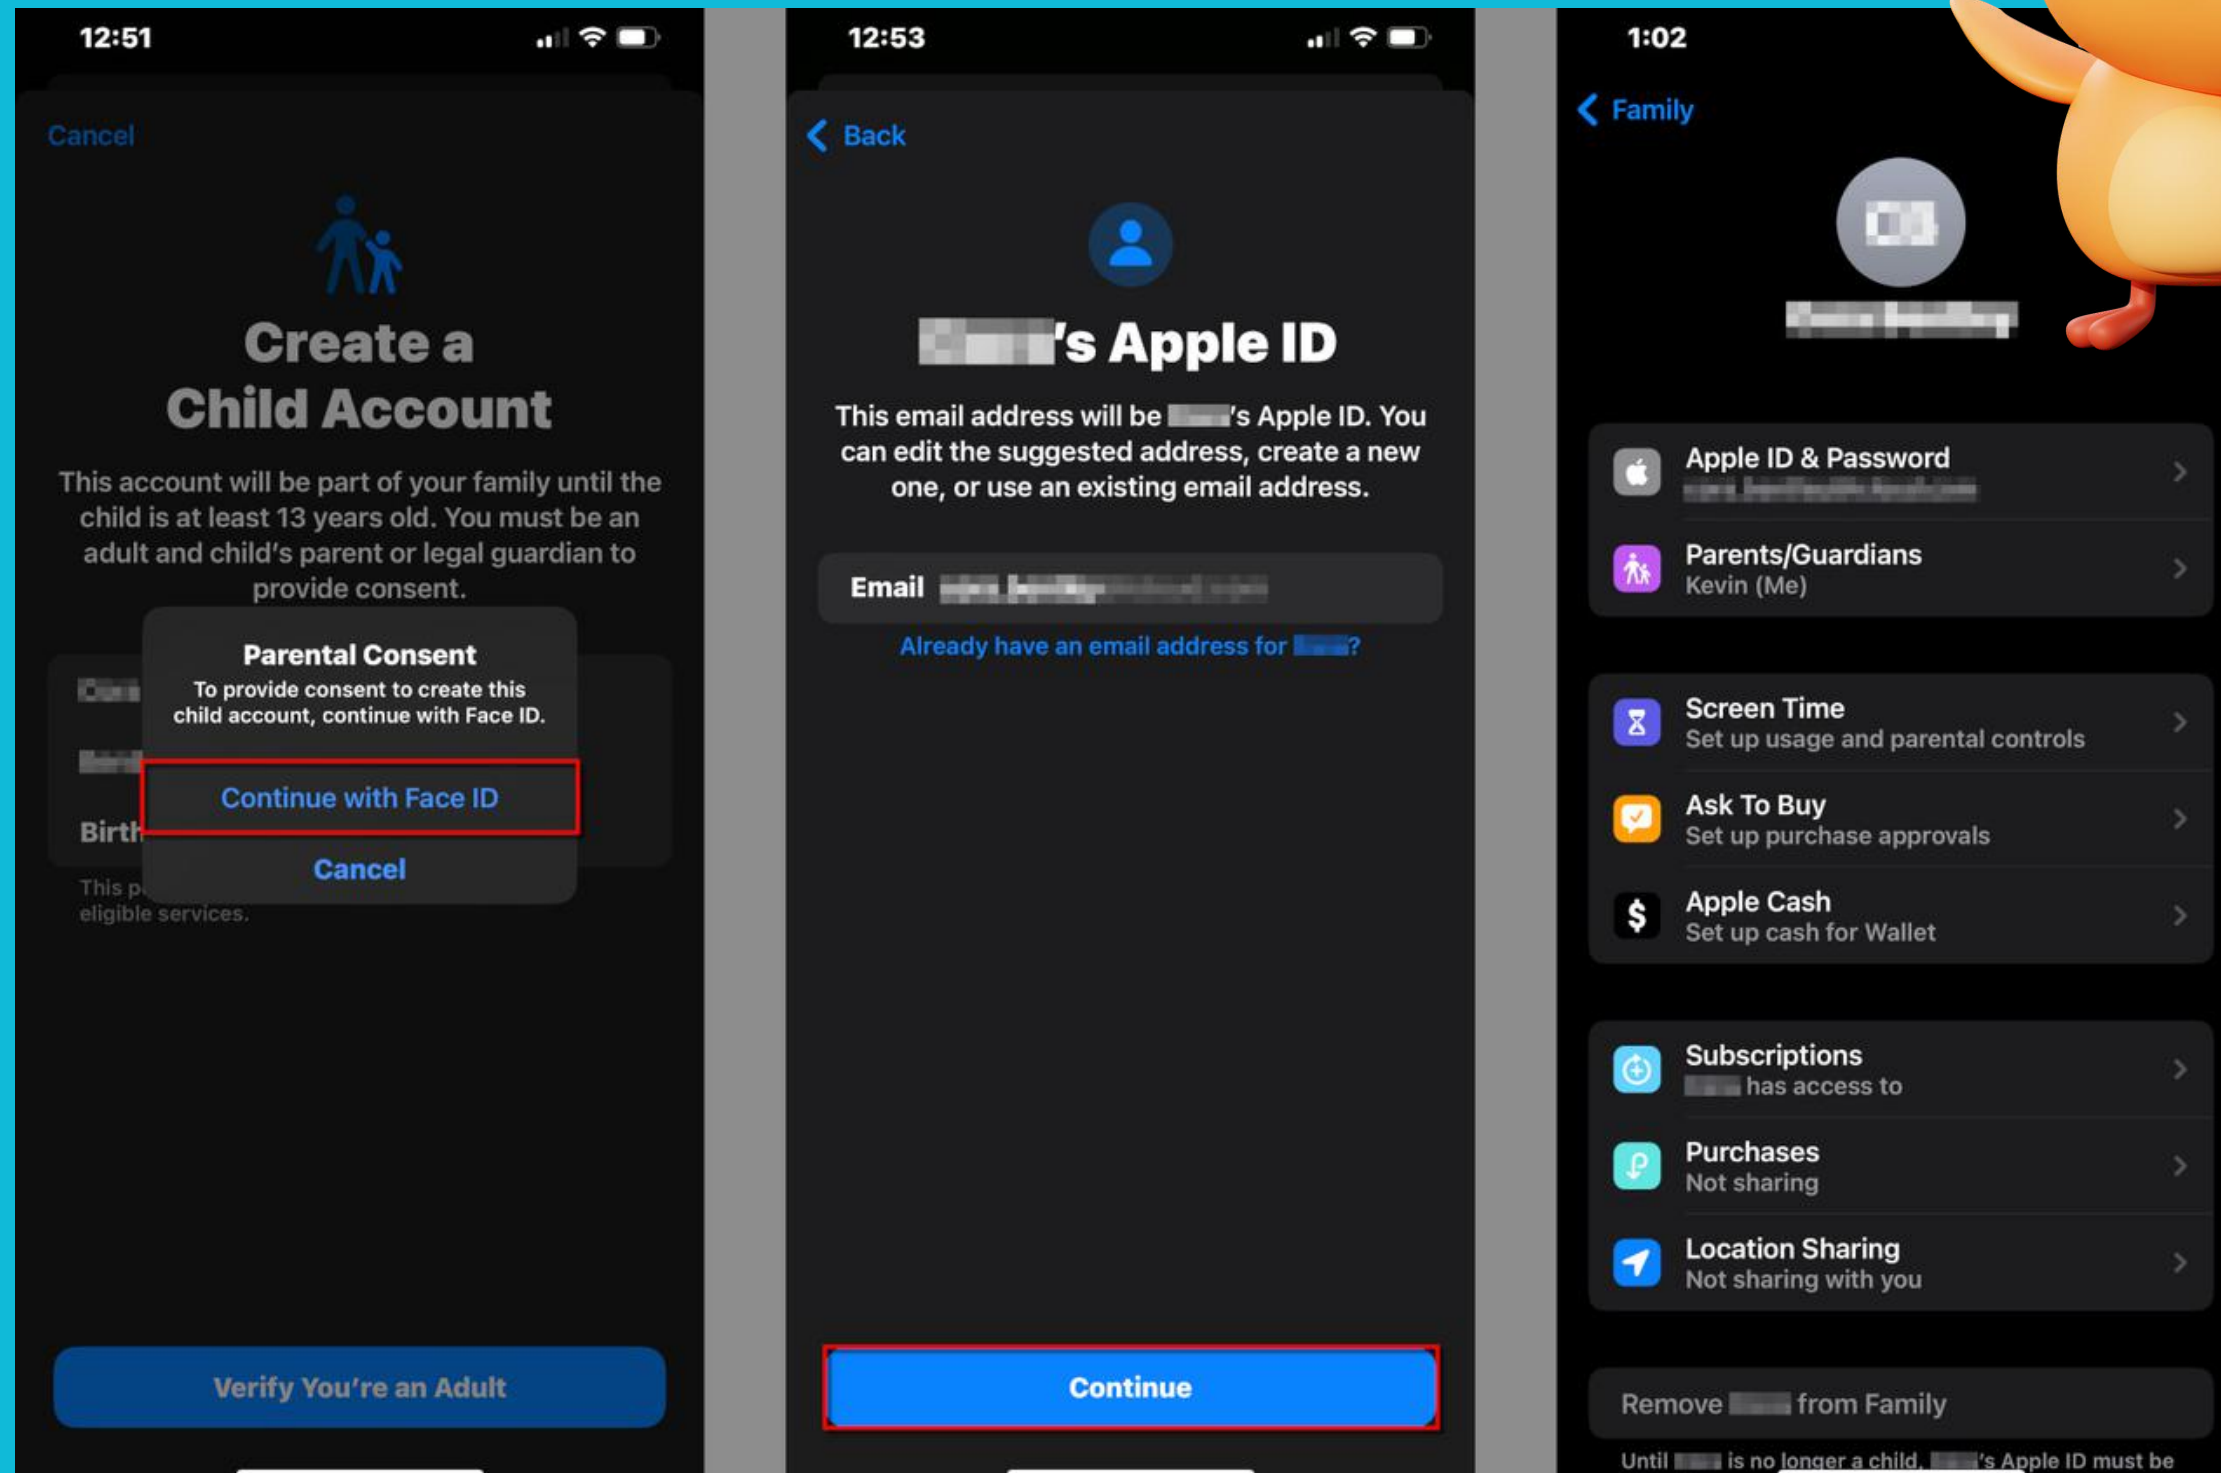 12:51
Cancel
Create a
Child Account
This account will be part of your family until the
child is at least 13 years old. You must be an
adult and child's parent or legal guardian to
provide consent.
Parental Consent
To provide consent to create this
child account, continue with Face ID.
Continue with Face ID
Birth
Cancel
This p
eligible services.
Verify You're an Adult
12:53
Back
's Apple ID
This email address will be 's Apple ID. You
can edit the suggested address, create a new
one, or use an existing email address.
Email
Already have an email address for ?
Continue
1:02
Family
Apple ID & Password
Parents/Guardians
Kevin (Me)
Screen Time
Set up usage and parental controls
Ask To Buy
Set up purchase approvals
Apple Cash
Set up cash for Wallet
Subscriptions
has access to
Purchases
Not sharing
Location Sharing
Not sharing with you
Remove from Family
Until is no longer a child, 's Apple ID must be